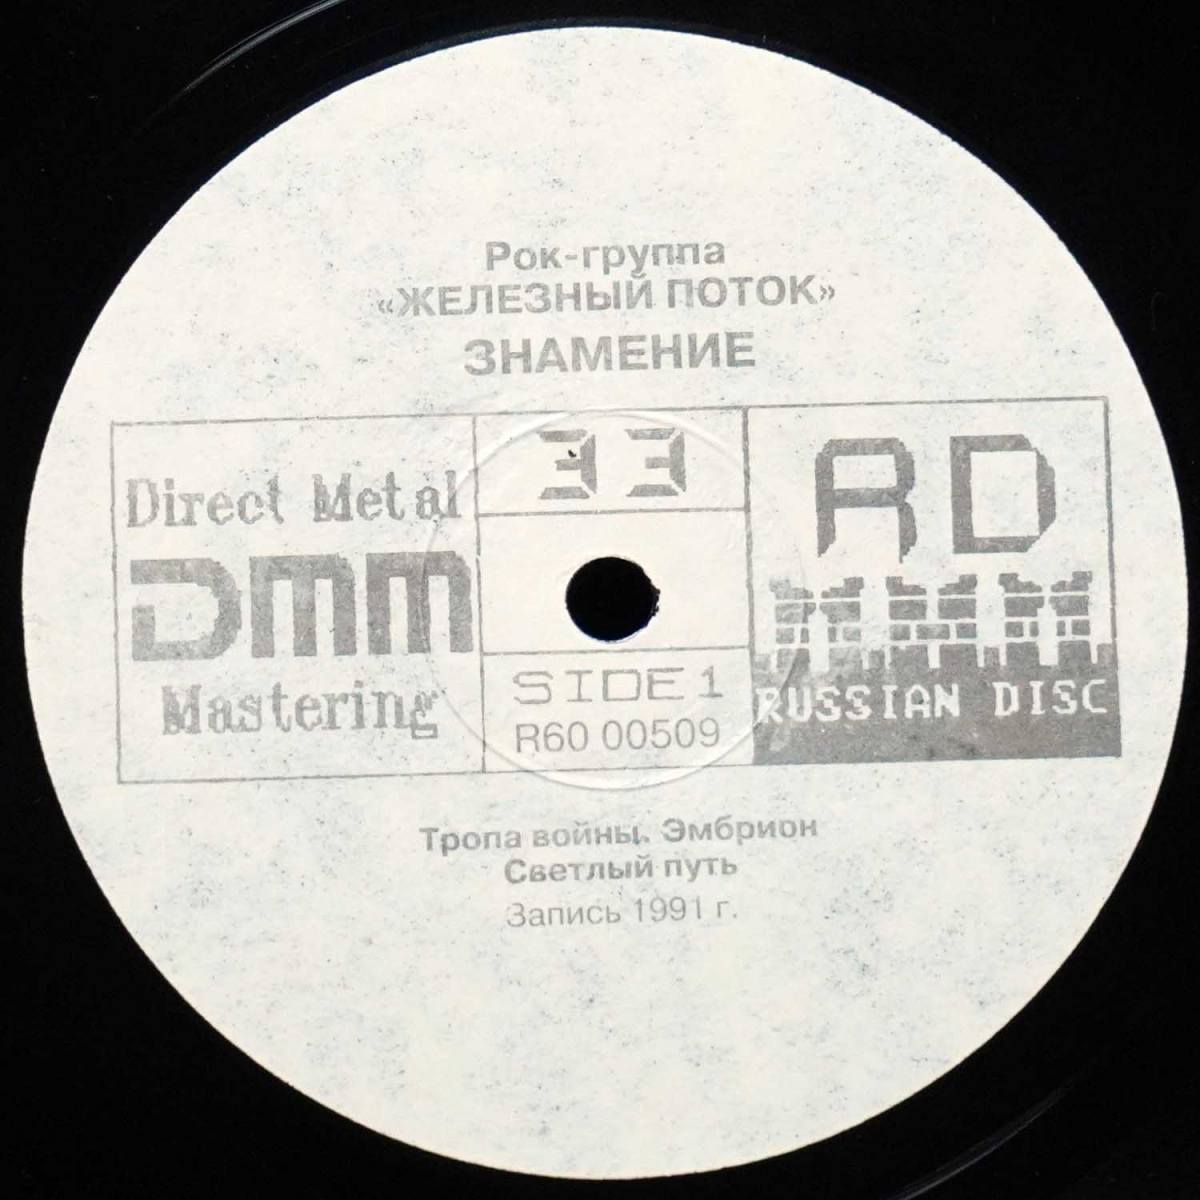 Рок-группа
«ЖЕЛЕЗНЫЙ ПОТОК»
ЗНАМЕНИЕ
Direct Metal
DMM
Mastering
33
SIDE 1
R60 00509
RD
RUSSIAN DISC
Тропа войны. Эмбрион
Светлый путь
Запись 1991 г.